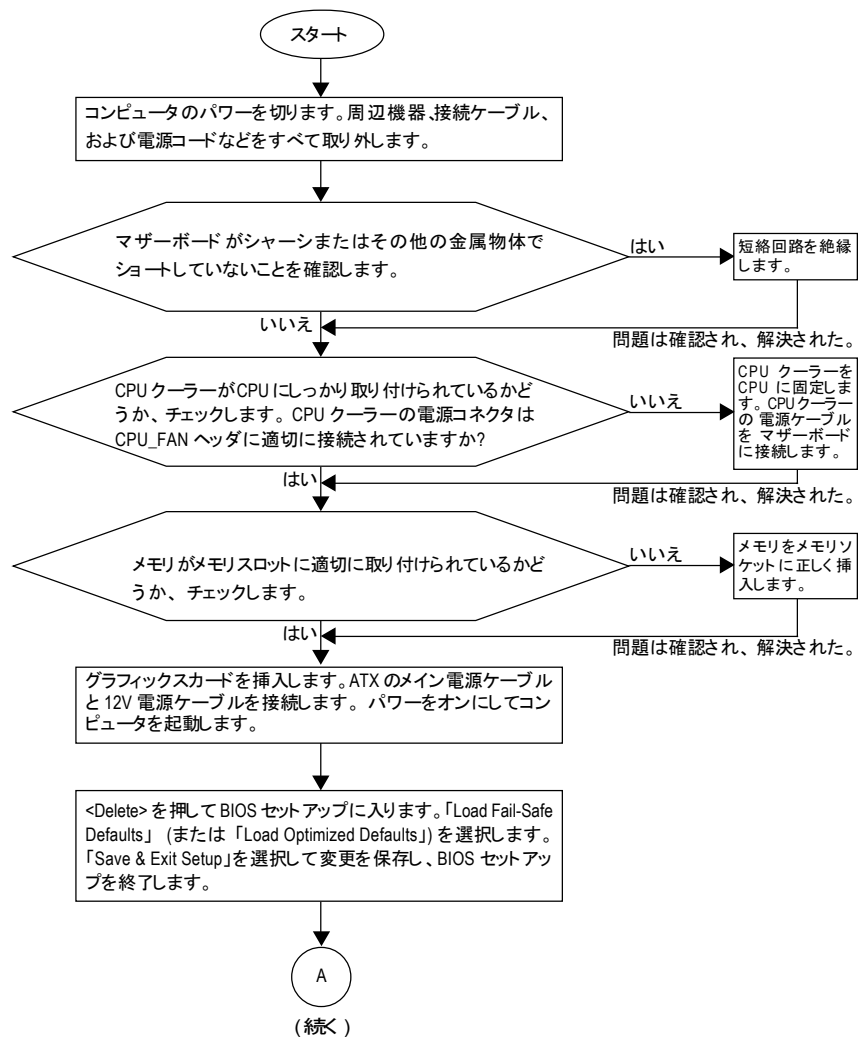 スタート
コンピュータのパワーを切ります。周辺機器、接続ケーブル、
および電源コードなどをすべて取り外します。
マザーボードがシャーシまたはその他の金属物体で
ショートしていないことを確認します。
はい
短絡回路を絶縁
します。
いいえ
問題は確認され、解決された。
CPU クーラーがCPUにしっかり取り付けられているかど
うか、チェックします。CPU クーラーの電源コネクタは
CPU_FAN ヘッダに適切に接続されていますか?
いいえ
CPU クーラーを
CPU に固定しま
す。CPUクーラー
の電源ケーブル
を マザーボード
に接続します。
はい
問題は確認され、解決された。
メモリがメモリスロットに適切に取り付けられているかど
うか、チェックします。
いいえ
メモリをメモリソ
ケットに正しく挿
入します。
はい
問題は確認され、解決された。
グラフィックスカードを挿入します。ATX のメイン電源ケーブル
と 12V 電源ケーブルを接続します。パワーをオンにしてコン
ピュータを起動します。
<Delete> を押して BIOS セットアップに入ります。「Load Fail-Safe
Defaults」 (または「Load Optimized Defaults」) を選択します。
「Save & Exit Setup」を選択して変更を保存し、BIOS セットアッ
プを終了します。
A
(続く)